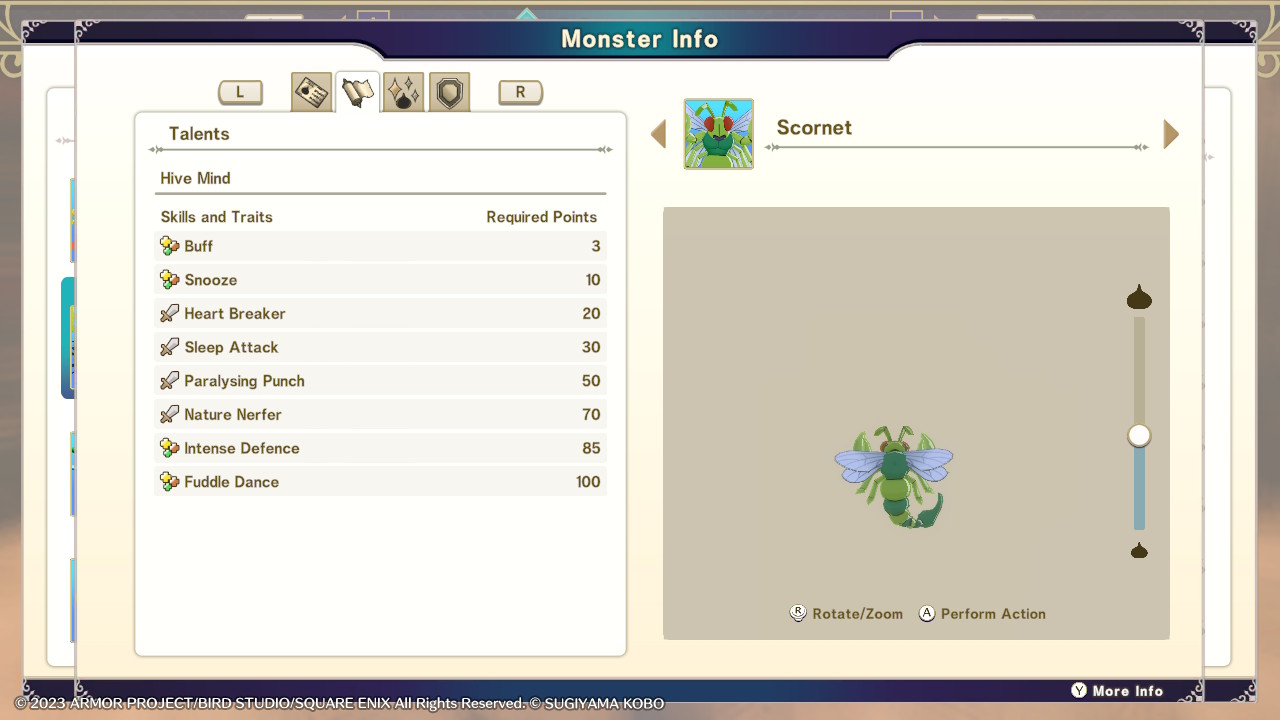 Monster Info
L
R
Talents
Hive Mind
Skills and Traits Required Points
Buff 3
Snooze 10
Heart Breaker 20
Sleep Attack 30
Paralysing Punch 50
Nature Nerfer 70
Intense Defence 85
Fuddle Dance 100
Scornet
R Rotate/Zoom A Perform Action
Y More Info
© 2023 ARMOR PROJECT/BIRD STUDIO/SQUARE ENIX All Rights Reserved. © SUGIYAMA KOBO